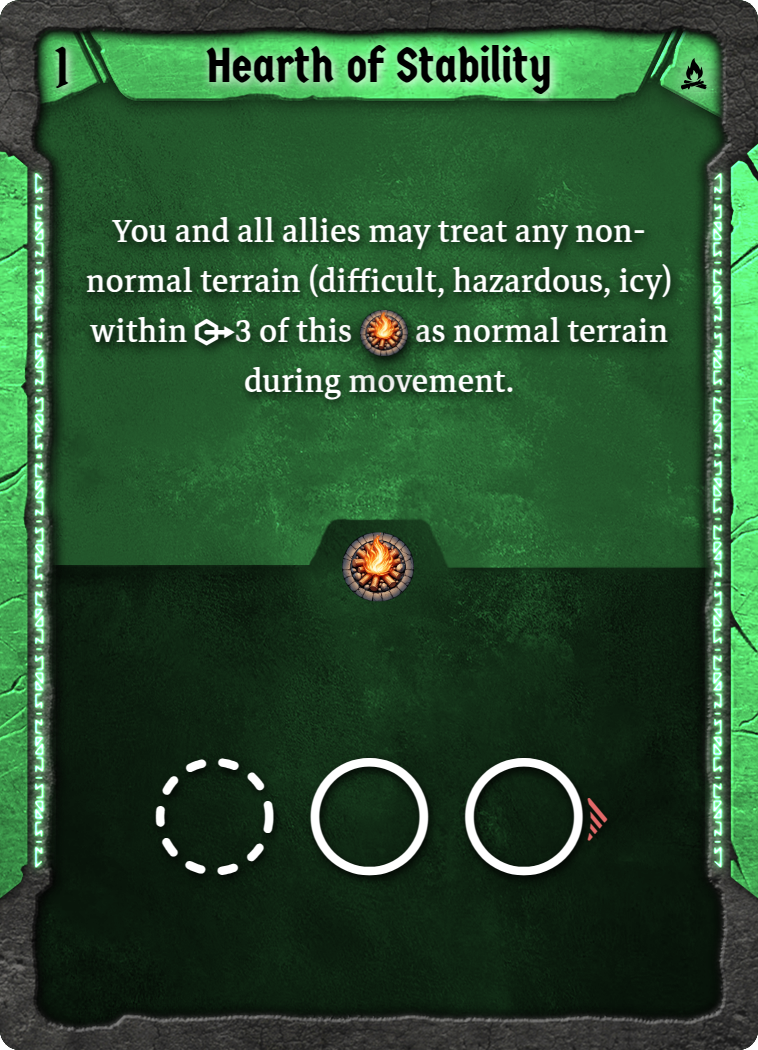 1
Hearth of Stability
You and all allies may treat any non-
normal terrain (difficult, hazardous, icy)
within 3 of this as normal terrain
during movement.